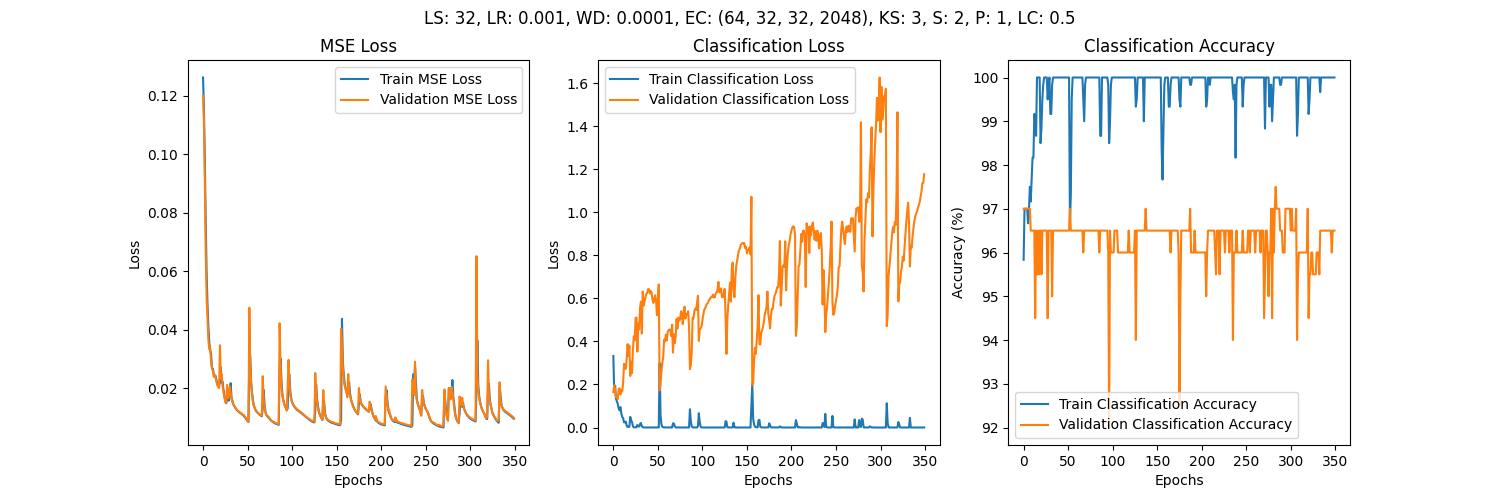 LS: 32, LR: 0.001, WD: 0.0001, EC: (64, 32, 32, 2048), KS: 3, S: 2, P: 1, LC: 0.5
MSE Loss
Train MSE Loss
Validation MSE Loss
Loss
0.12
0.10
0.08
0.06
0.04
0.02
0 50 100 150 200 250 300 350
Epochs
Classification Loss
Train Classification Loss
Validation Classification Loss
Loss
1.6
1.4
1.2
1.0
0.8
0.6
0.4
0.2
0.0
0 50 100 150 200 250 300 350
Epochs
Classification Accuracy
Accuracy (%)
100
99
98
97
96
95
94
93
92
Train Classification Accuracy
Validation Classification Accuracy
0 50 100 150 200 250 300 350
Epochs